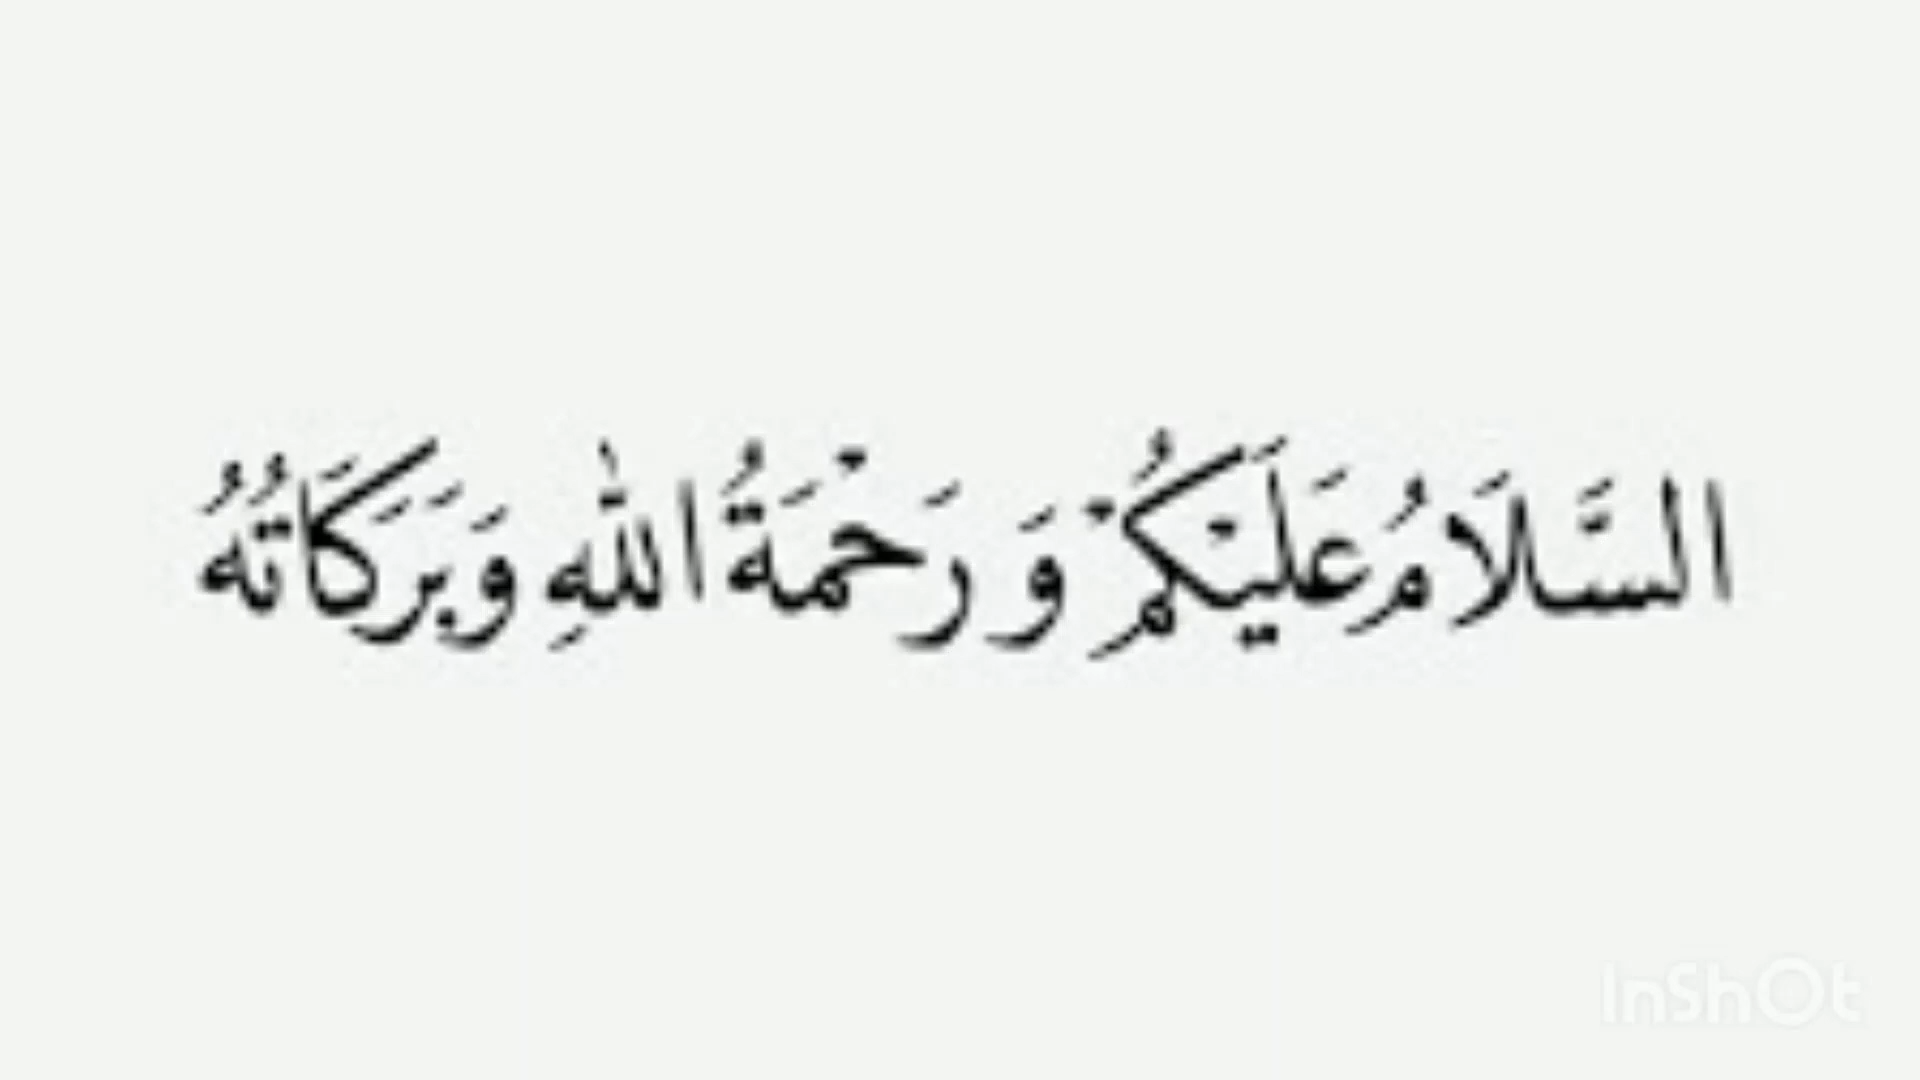 السَّلَامُ عَلَيْكُمْ وَ رَحْمَةُ اللهِ وَبَرَكَاتُهُ
InShOt